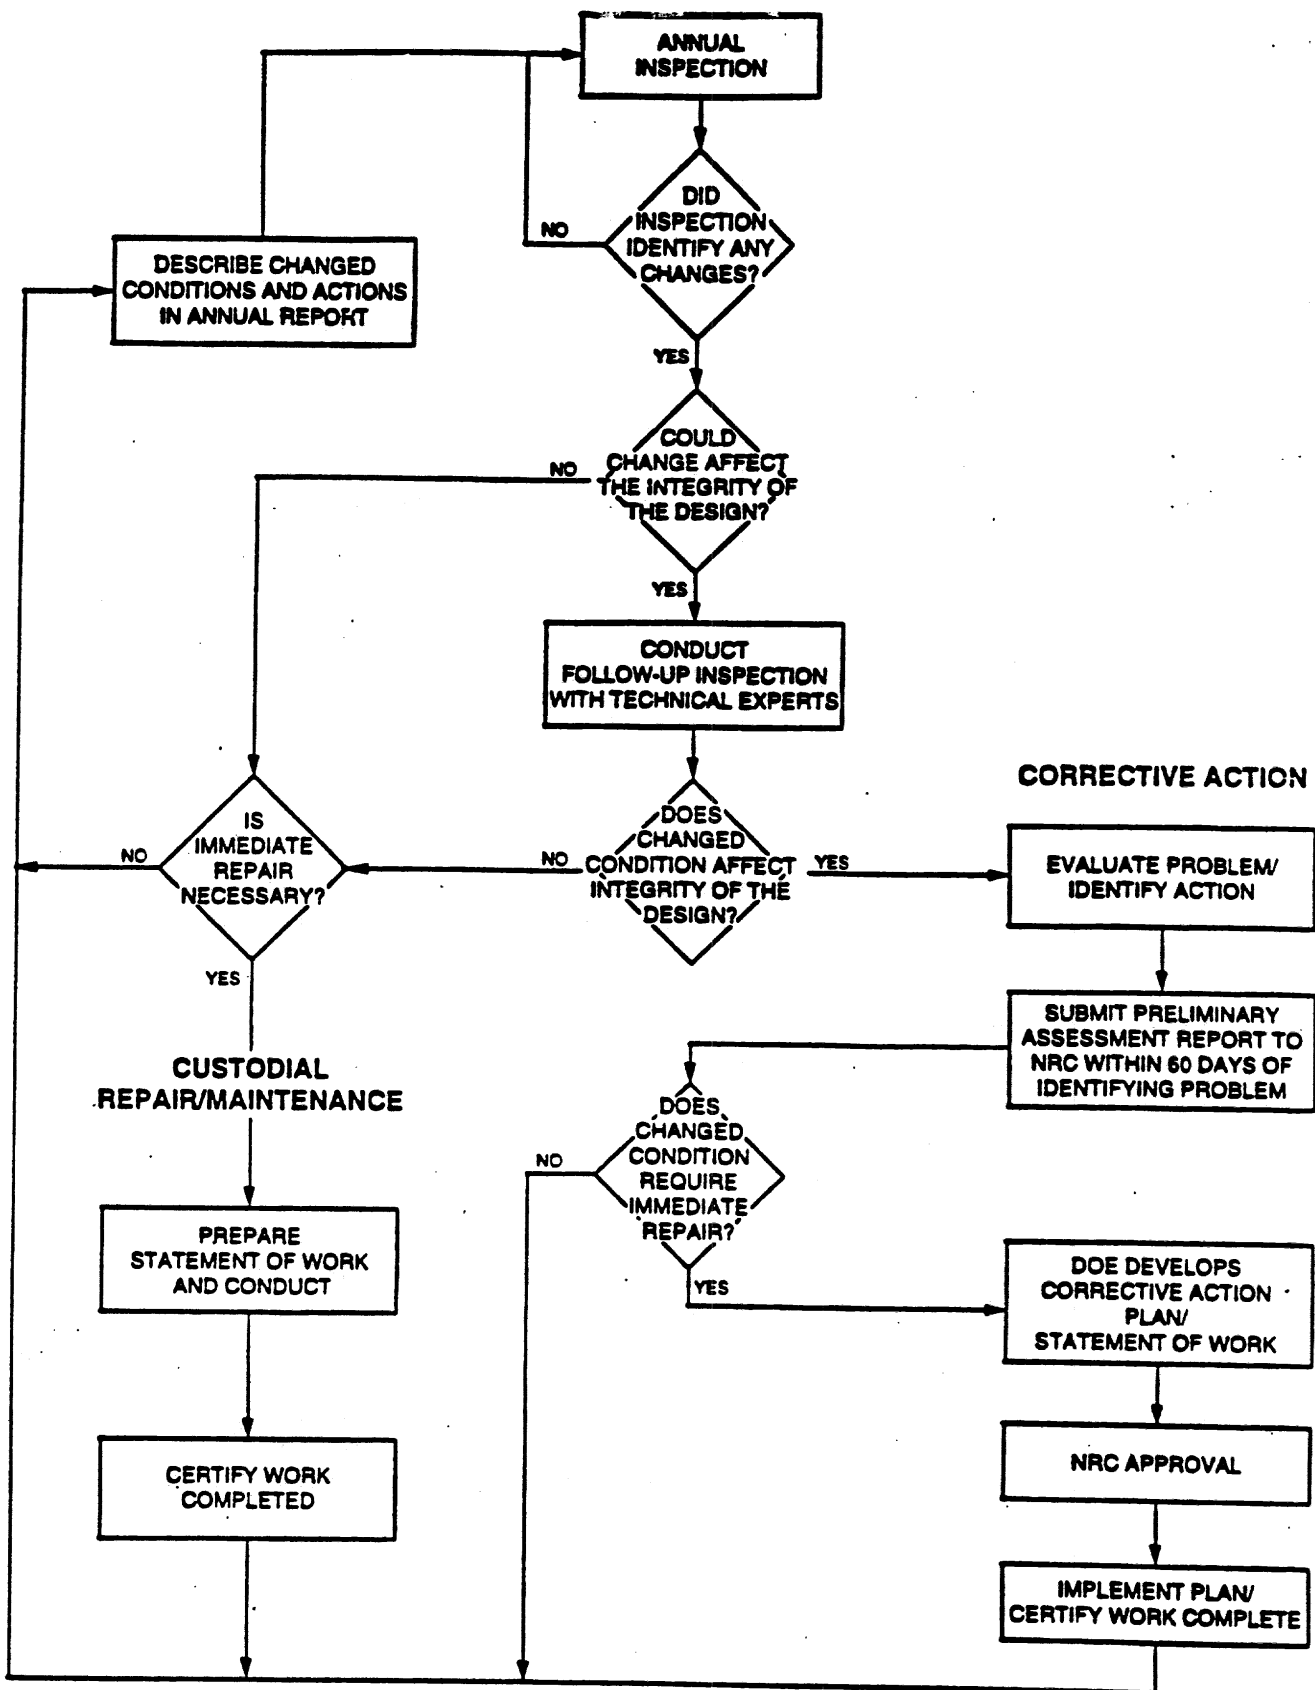 ANNUAL
INSPECTION
DID
INSPECTION
IDENTIFY ANY
CHANGES?
NO
DESCRIBE CHANGED
CONDITIONS AND ACTIONS
IN ANNUAL REPORT
YES
COULD
CHANGE AFFECT
THE INTEGRITY OF
THE DESIGN?
NO
YES
CONDUCT
FOLLOW-UP INSPECTION
WITH TECHNICAL EXPERTS
CORRECTIVE ACTION
IS
IMMEDIATE
REPAIR
NECESSARY?
NO
DOES
CHANGED
CONDITION AFFECT
INTEGRITY OF THE
DESIGN?
NO
YES
EVALUATE PROBLEM/
IDENTIFY ACTION
YES
SUBMIT PRELIMINARY
ASSESSMENT REPORT TO
NRC WITHIN 60 DAYS OF
IDENTIFYING PROBLEM
CUSTODIAL
REPAIR/MAINTENANCE
DOES
CHANGED
CONDITION
REQUIRE
IMMEDIATE
REPAIR?
NO
YES
PREPARE
STATEMENT OF WORK
AND CONDUCT
DOE DEVELOPS
CORRECTIVE ACTION
PLAN/
STATEMENT OF WORK
CERTIFY WORK
COMPLETED
NRC APPROVAL
IMPLEMENT PLAN/
CERTIFY WORK COMPLETE